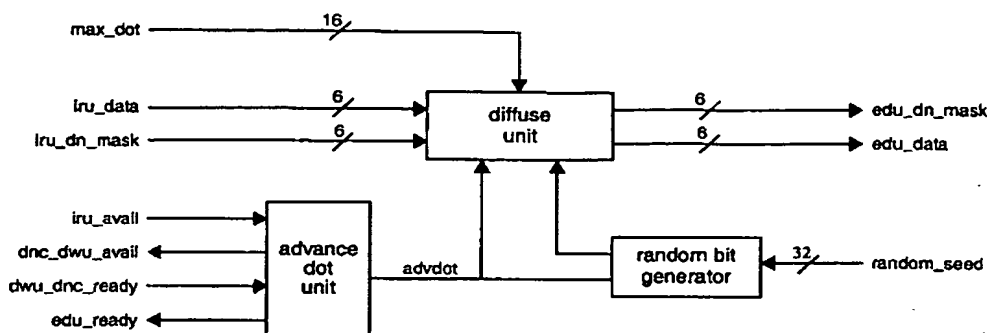 max_dot
16
iru_data
6
iru_dn_mask
6
diffuse
unit
6
edu_dn_mask
6
edu_data
iru_avail
dnc_dwu_avail
dwu_dnc_ready
edu_ready
advance
dot
unit
advdot
random bit
generator
32
random_seed